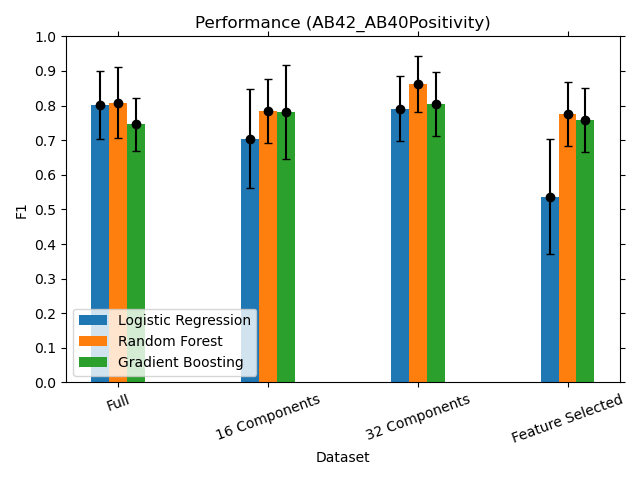 Performance (AB42_AB40Positivity)
F1
1.0
0.9
0.8
0.7
0.6
0.5
0.4
0.3
0.2
0.1
0.0
Logistic Regression
Random Forest
Gradient Boosting
Full
16 Components
32 Components
Feature Selected
Dataset